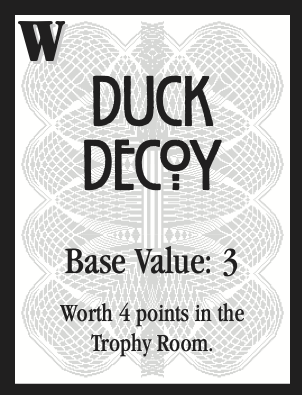 W
DUCK
DECOY
Base Value: 3
Worth 4 points in the
Trophy Room.